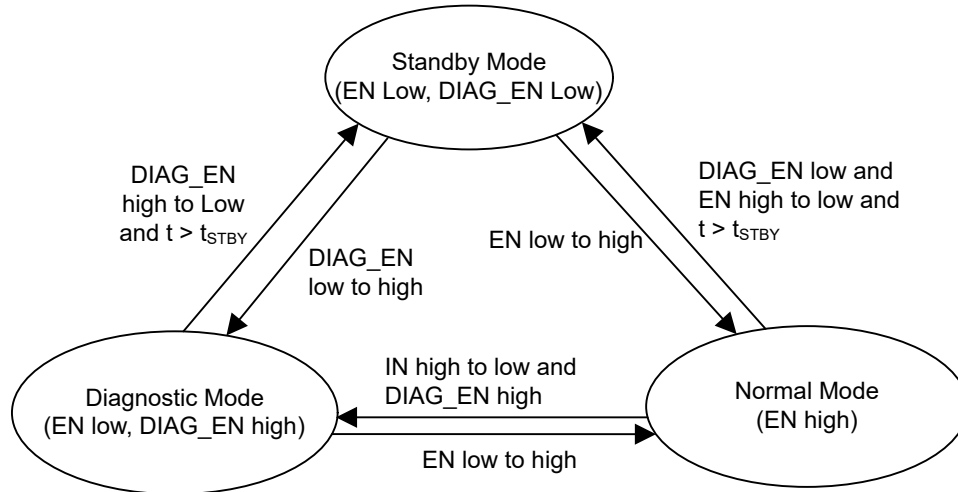 Standby Mode
(EN Low, DIAG_EN Low)
DIAG_EN
high to Low
and t > tSTBY
DIAG_EN
low to high
EN low to high
DIAG_EN low and
EN high to low and
t > tSTBY
Diagnostic Mode
(EN low, DIAG_EN high)
IN high to low and
DIAG_EN high
EN low to high
Normal Mode
(EN high)